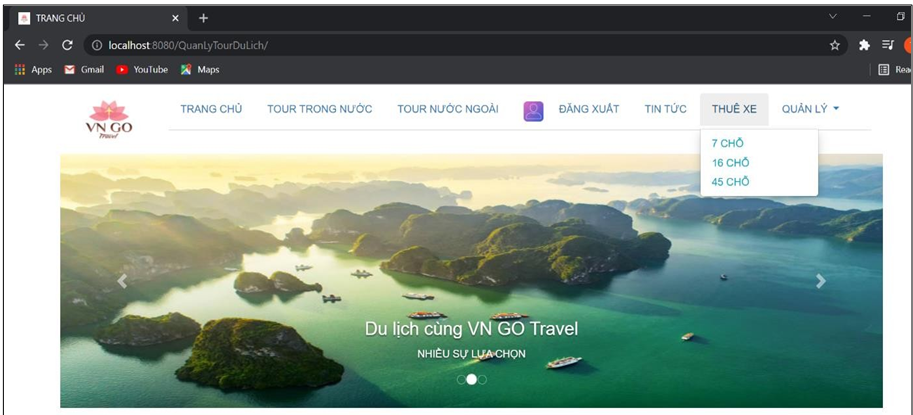 TRANG CHỦ
localhost:8080/QuanLyTourDuLich/
Apps Gmail YouTube Maps
VN GO
Travel
TRANG CHỦ TOUR TRONG NƯỚC TOUR NƯỚC NGOÀI ĐĂNG XUẤT TIN TỨC THUÊ XE QUẢN LÝ
7 CHỖ
16 CHỖ
45 CHỖ
Du lịch cùng VN GO Travel
NHIỀU SỰ LỰA CHỌN